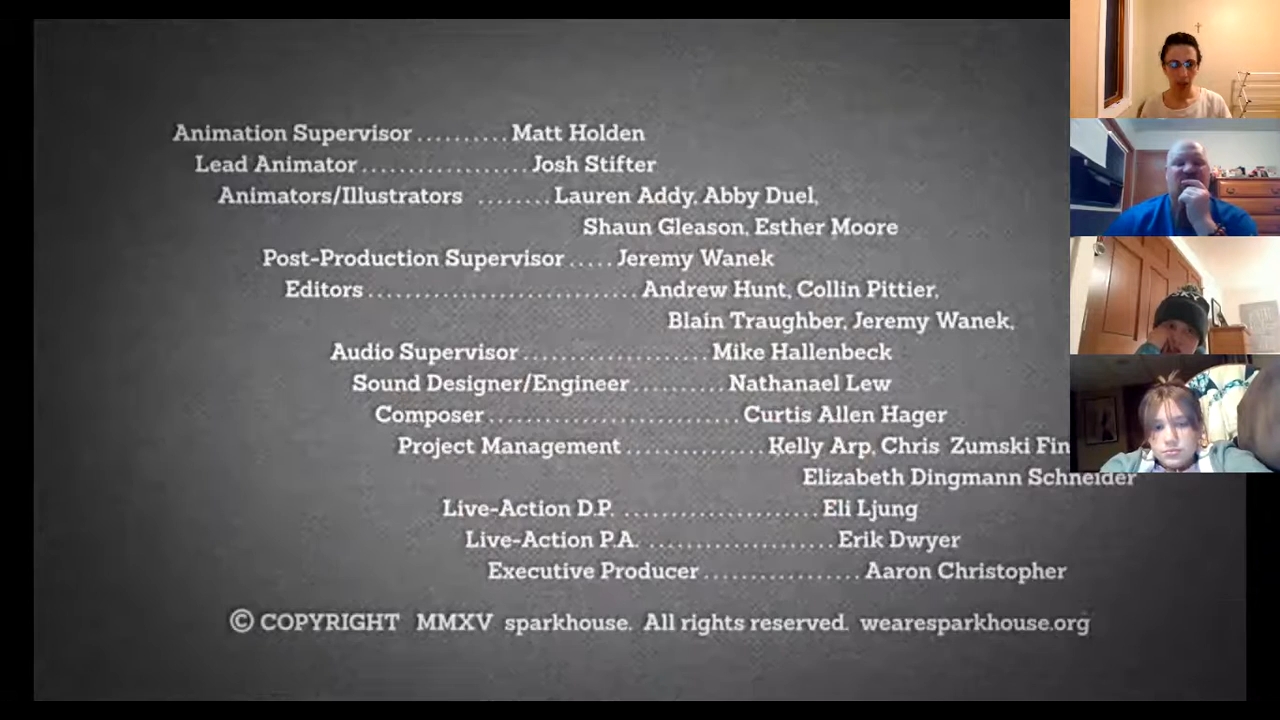 Animation Supervisor .......... Matt Holden
Lead Animator .................. Josh Stifter
Animators/Illustrators ........ Lauren Addy, Abby Duel,
Shaun Gleason, Esther Moore
Post-Production Supervisor ..... Jeremy Wanek
Editors ............................. Andrew Hunt, Collin Pittier,
Blain Traughber, Jeremy Wanek,
Audio Supervisor .................... Mike Hallenbeck
Sound Designer/Engineer .......... Nathanael Lew
Composer ........................... Curtis Allen Hager
Project Management ............... Kelly Arp, Chris Zumski Fin
Elizabeth Dingmann Schneider
Live-Action D.P. ..................... Eli Ljung
Live-Action P.A. .................... Erik Dwyer
Executive Producer ................. Aaron Christopher
© COPYRIGHT MMXV sparkhouse. All rights reserved. wearesparkhouse.org